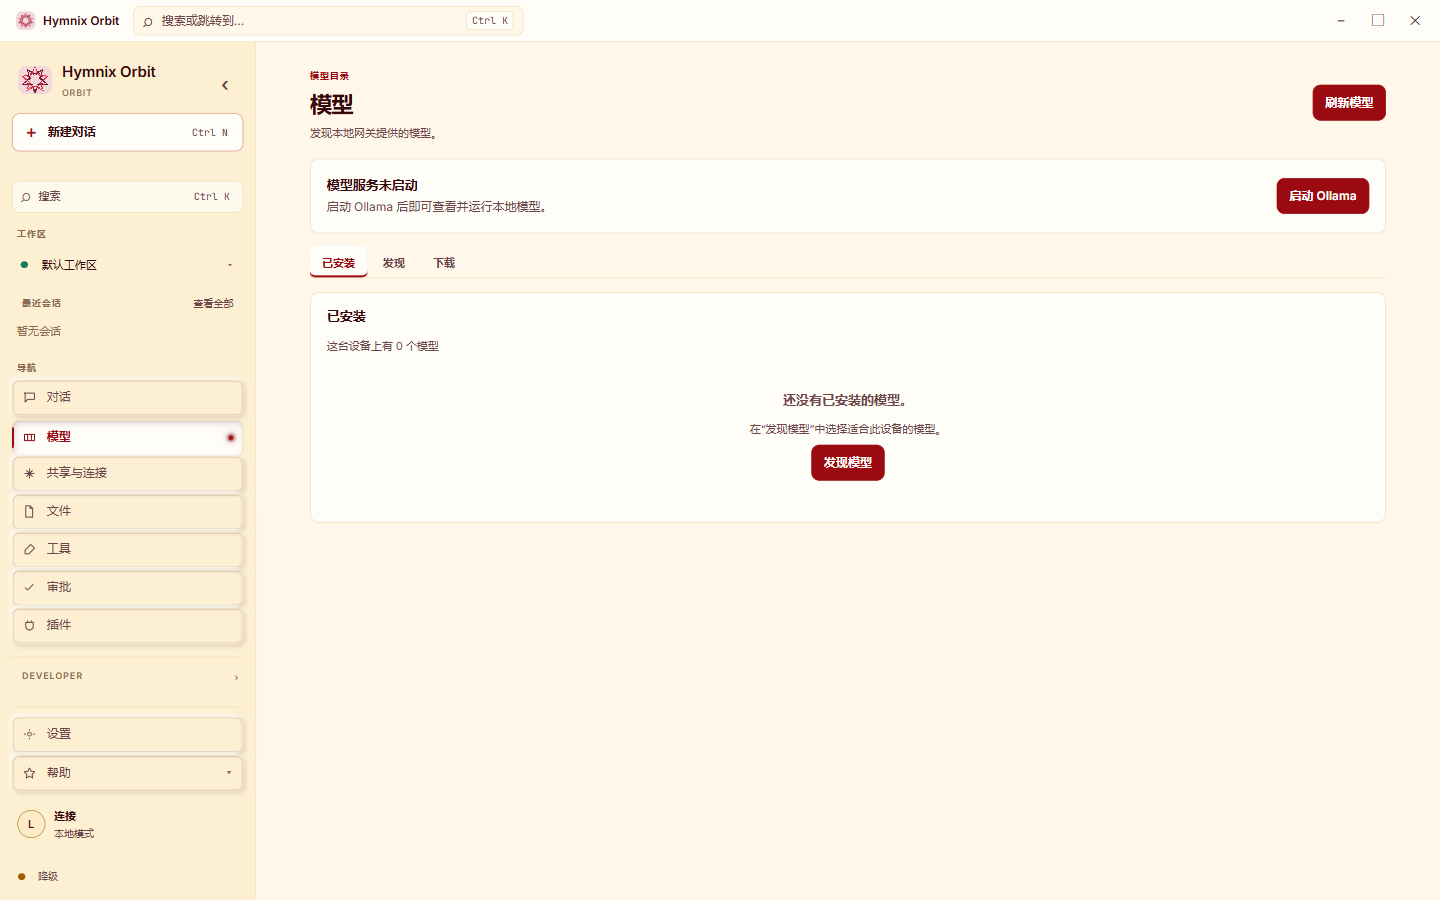 Hymnix Orbit
搜索或跳转到... Ctrl K
Hymnix Orbit
ORBIT
新建对话 Ctrl N
搜索 Ctrl K
工作区
默认工作区
最近会话 查看全部
暂无会话
导航
对话
模型
共享与连接
文件
工具
审批
插件
DEVELOPER
设置
帮助
L
连接
本地模式
降级
模型目录
模型
发现本地网关提供的模型。
刷新模型
模型服务未启动
启动 Ollama 后即可查看并运行本地模型。
启动 Ollama
已安装 发现 下载
已安装
这台设备上有 0 个模型
还没有已安装的模型。
在“发现模型”中选择适合此设备的模型。
发现模型